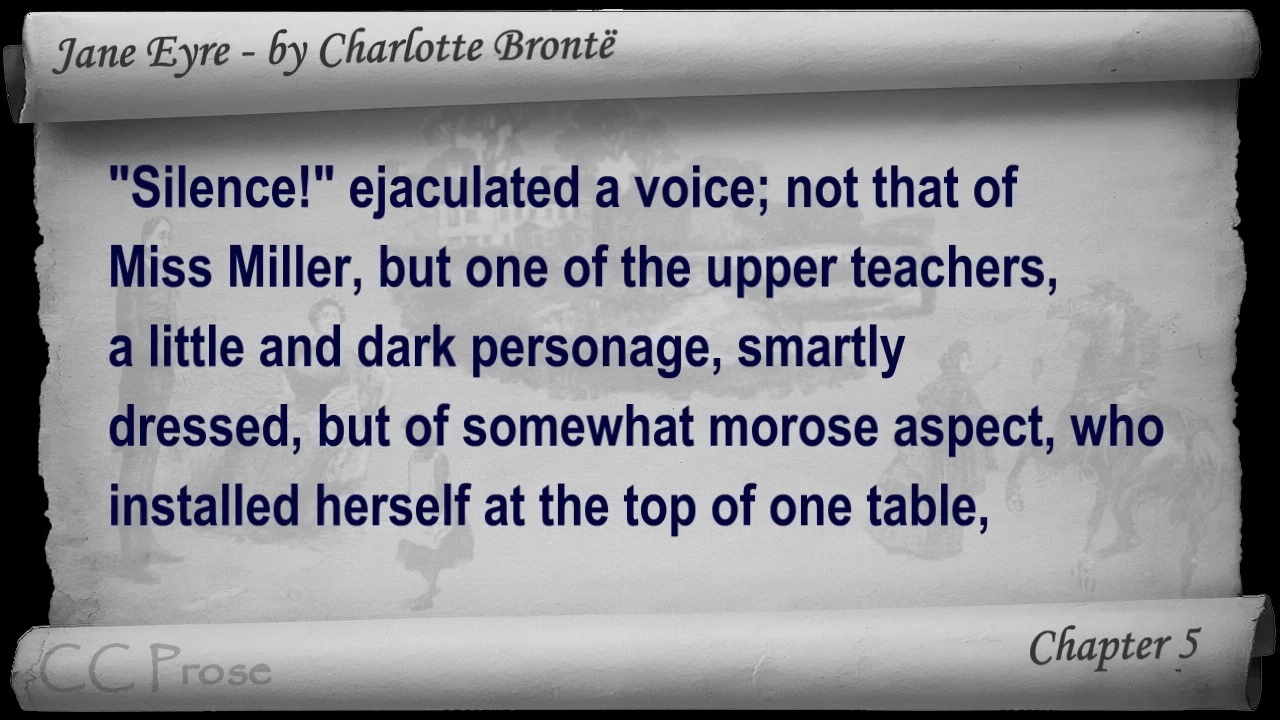 Jane Eyre - by Charlotte Brontë
"Silence!" ejaculated a voice; not that of
Miss Miller, but one of the upper teachers,
a little and dark personage, smartly
dressed, but of somewhat morose aspect, who
installed herself at the top of one table,
Chapter 5
CC Prose